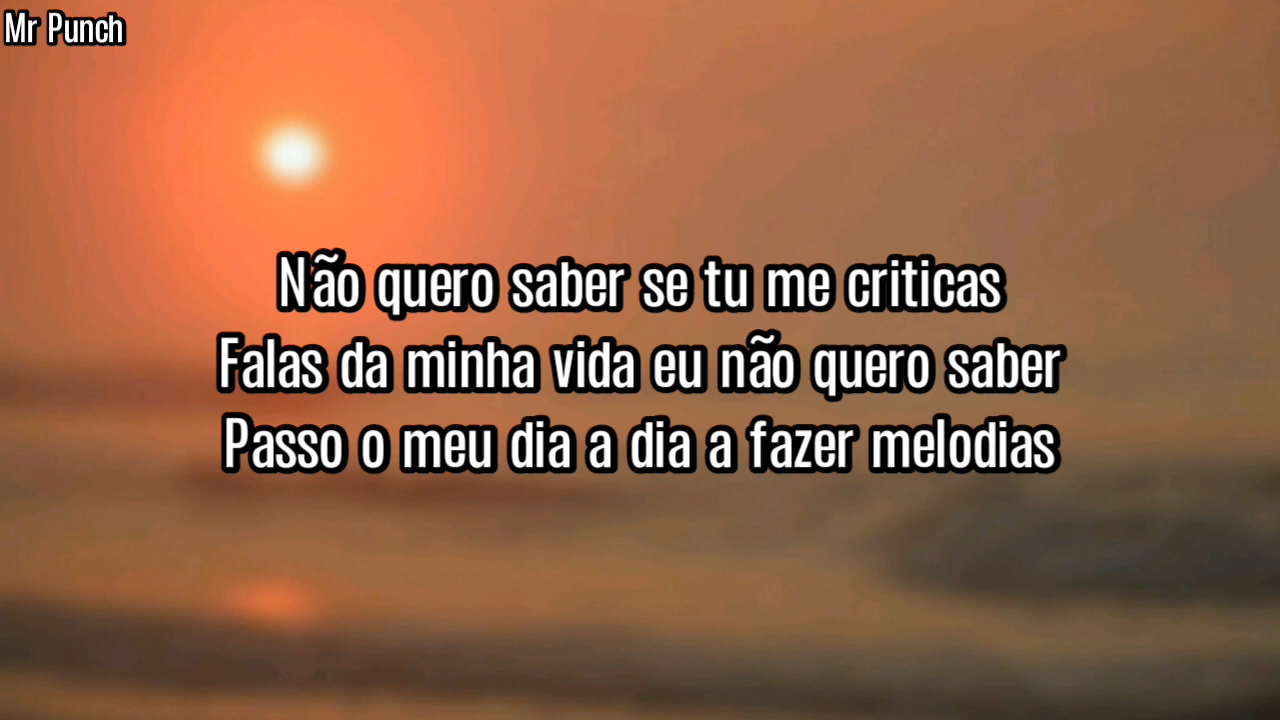 Mr Punch
Não quero saber se tu me criticas
Falas da minha vida eu não quero saber
Passo o meu dia a dia a fazer melodias